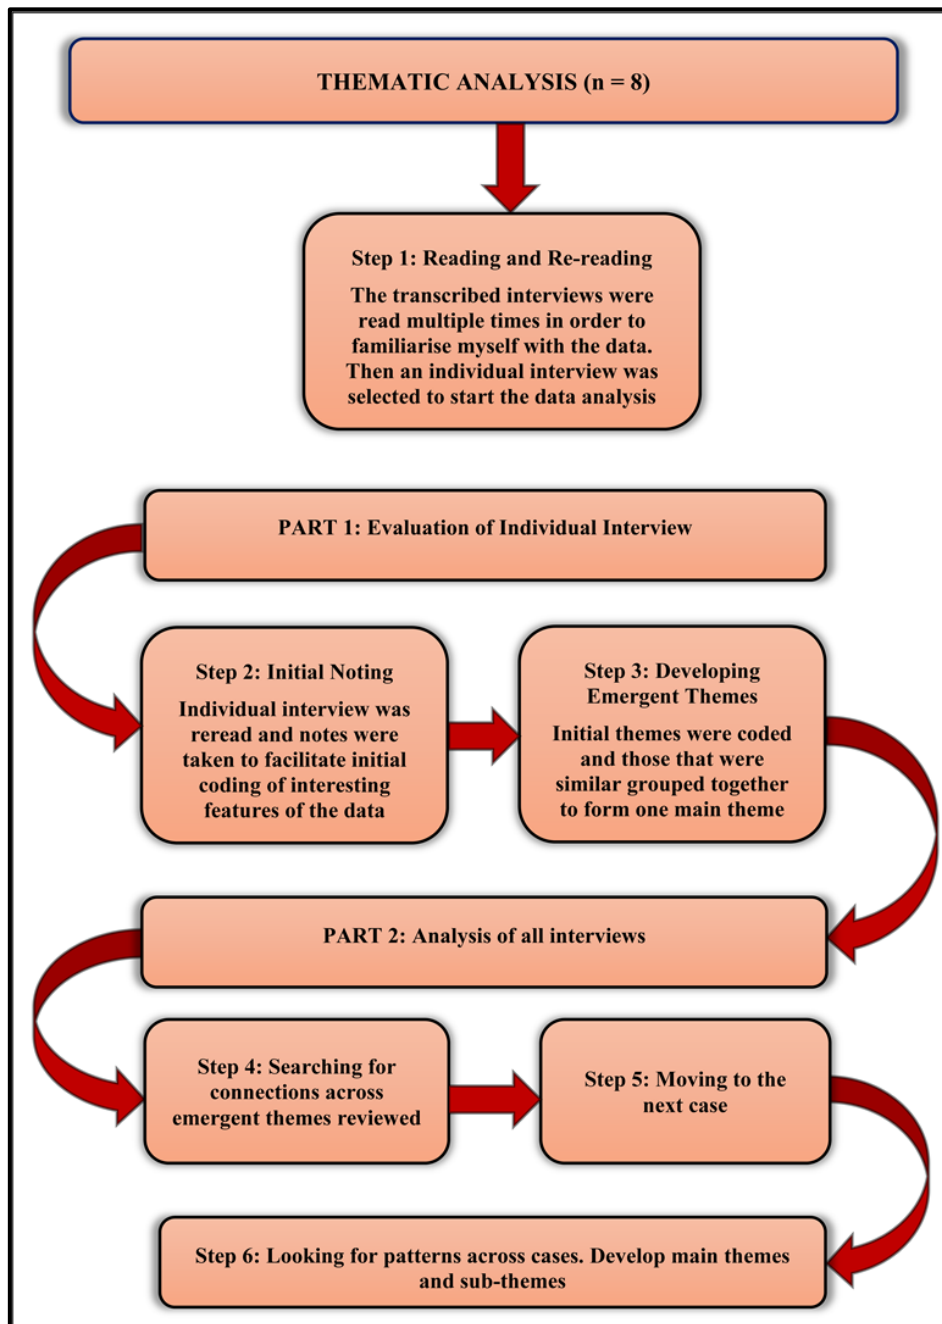 THEMATIC ANALYSIS (n = 8)
Step 1: Reading and Re-reading
The transcribed interviews were
read multiple times in order to
familiarise myself with the data.
Then an individual interview was
selected to start the data analysis
PART 1: Evaluation of Individual Interview
Step 2: Initial Noting
Individual interview was
reread and notes were
taken to facilitate initial
coding of interesting
features of the data
Step 3: Developing
Emergent Themes
Initial themes were coded
and those that were
similar grouped together
to form one main theme
PART 2: Analysis of all interviews
Step 4: Searching for
connections across
emergent themes reviewed
Step 5: Moving to the
next case
Step 6: Looking for patterns across cases. Develop main themes
and sub-themes